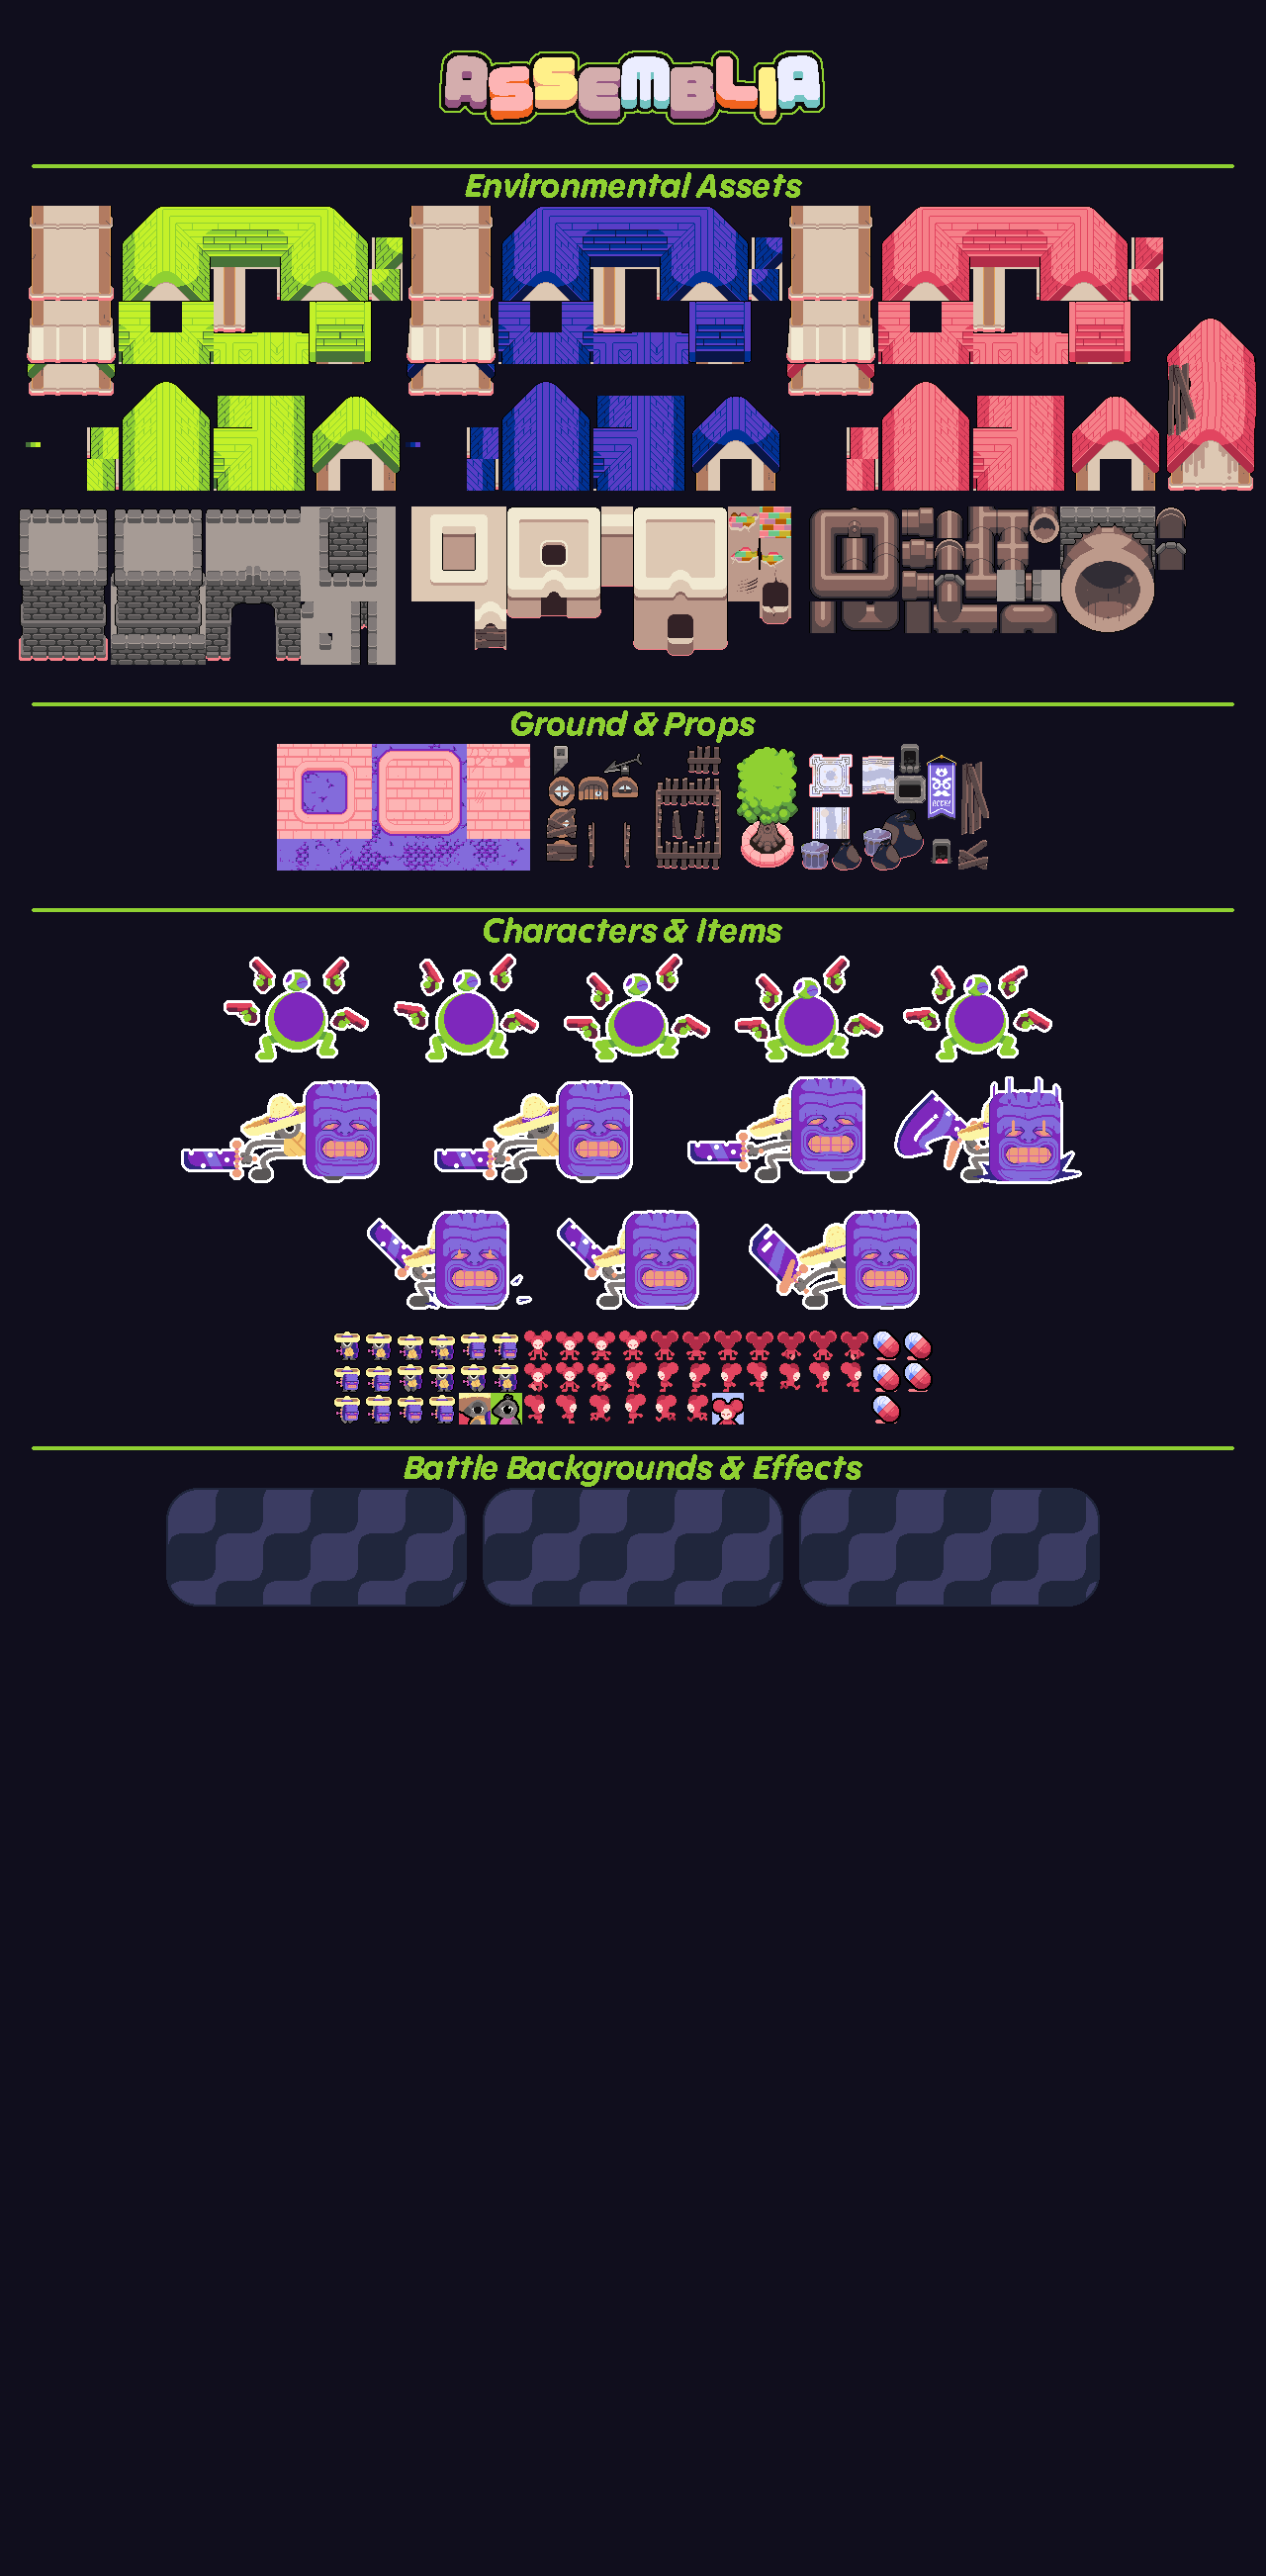 ASSEMBLIA
Environmental Assets
Ground & Props
Characters & Items
Battle Backgrounds & Effects